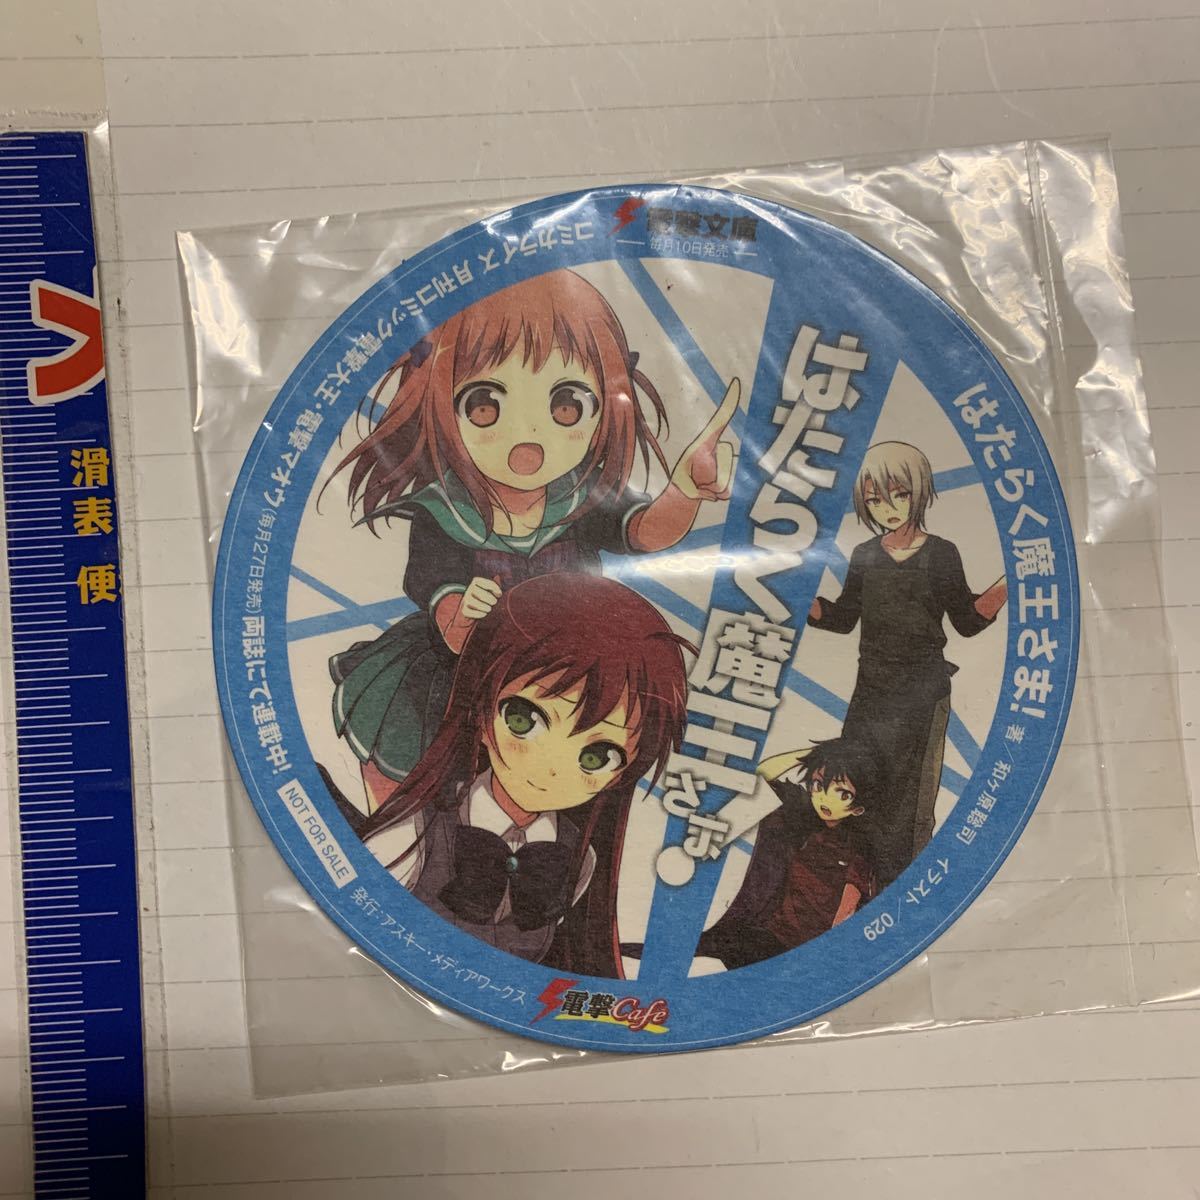 電撃文庫
毎月10日発売
はたらく魔王さま!
はたらく魔王さま! 著/和ヶ原聡司 イラスト/029
コミカライズ 月刊コミック電撃大王・電撃マオウ(毎月27日発売)両誌にて連載中!
NOT FOR SALE
発行:アスキー・メディアワークス
電撃Cafe
滑
表
便